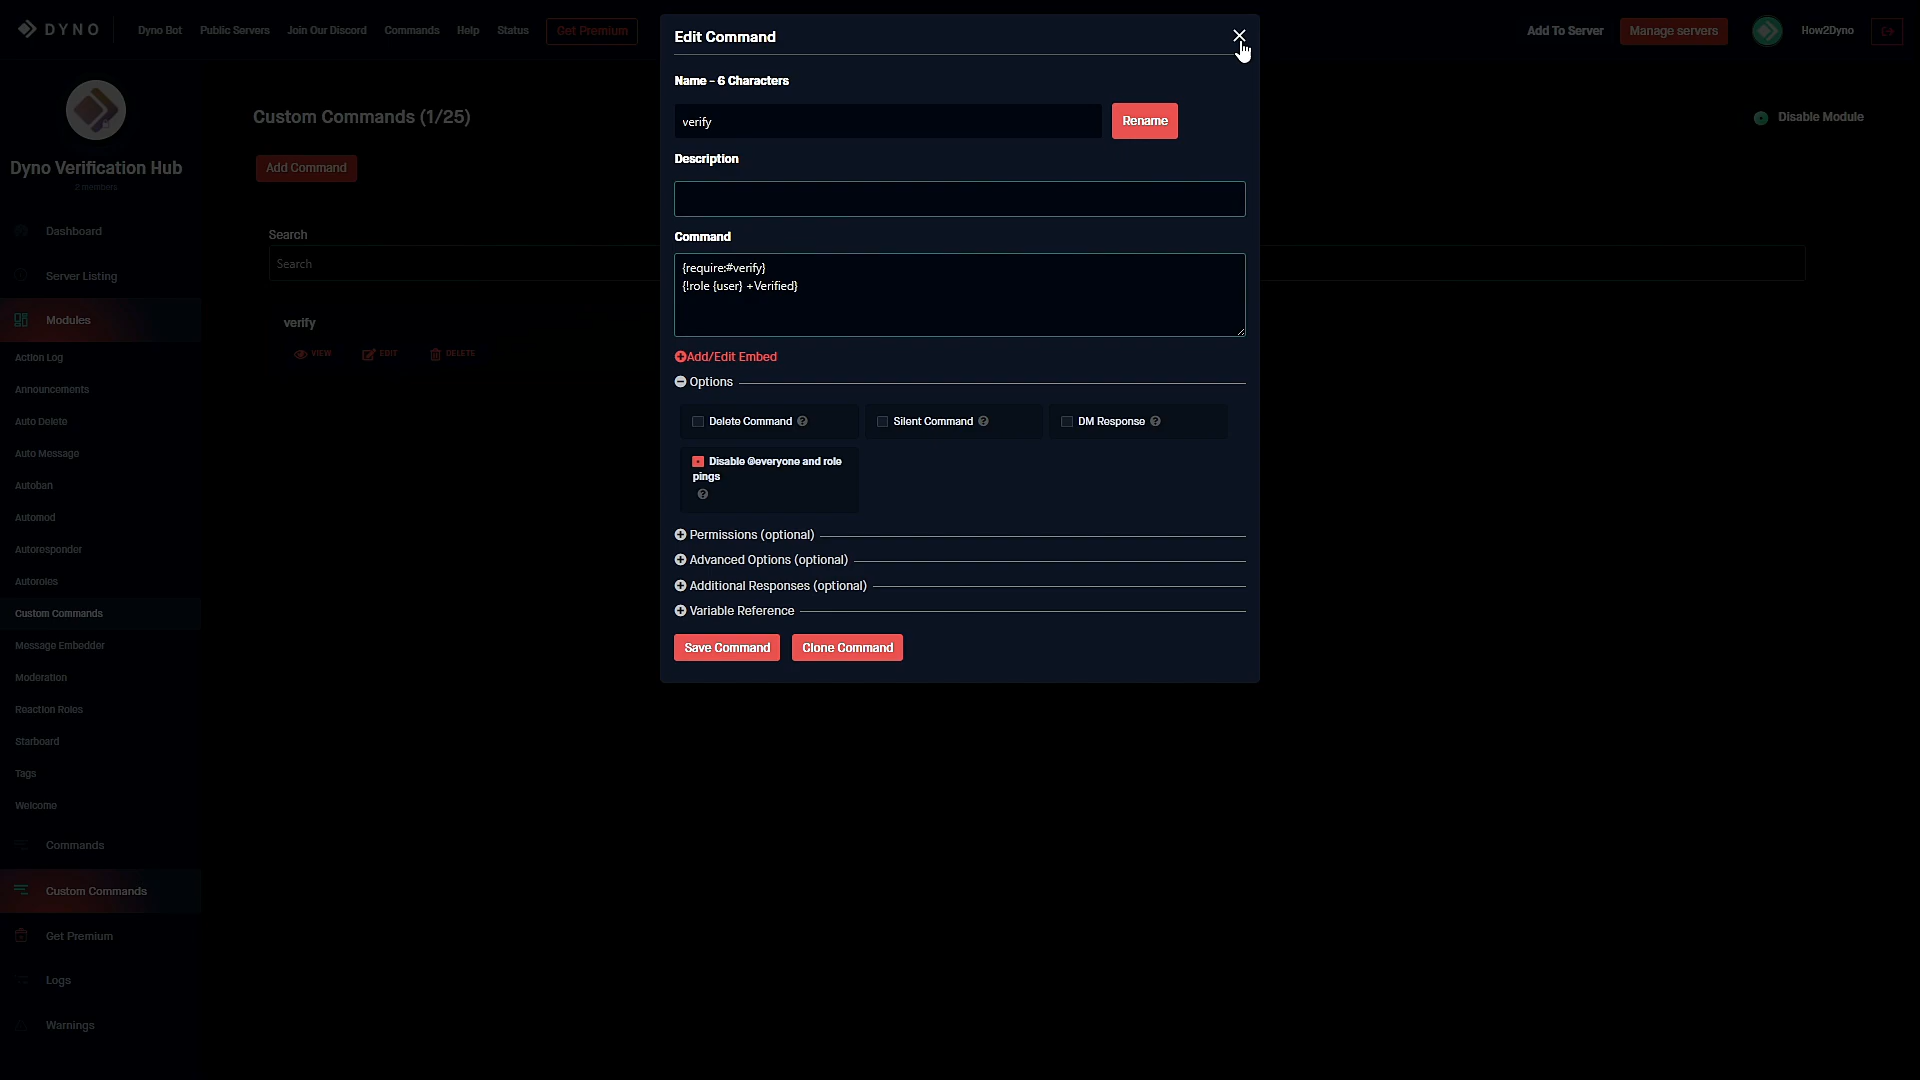 DYNO
Dyno Bot
Public Servers
Join Our Discord
Commands
Help
Status
Get Premium
Add To Server
Manage servers
How2Dyno
Dyno Verification Hub
2 members
Dashboard
Server Listing
Modules
Action Log
Announcements
Auto Delete
Auto Message
Autoban
Automod
Autoresponder
Autoroles
Custom Commands
Message Embedder
Moderation
Reaction Roles
Starboard
Tags
Welcome
Commands
Custom Commands
Get Premium
Logs
Warnings
Custom Commands (1/25)
Disable Module
Add Command
Search
Search
verify
VIEW
EDIT
DELETE
Edit Command
Name - 6 Characters
verify
Rename
Description
Command
{require:#verify}
{!role {user} +Verified}
Add/Edit Embed
Options
Delete Command
Silent Command
DM Response
Disable @everyone and role
pings
Permissions (optional)
Advanced Options (optional)
Additional Responses (optional)
Variable Reference
Save Command
Clone Command